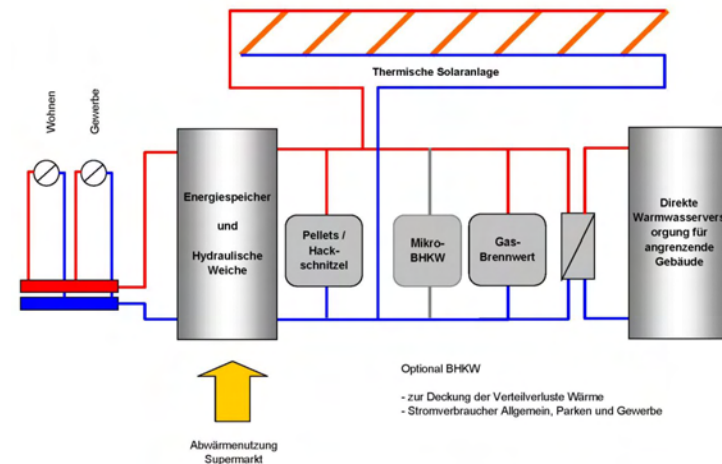 Thermische Solaranlage
Wohnen
Gewerbe
Energiespeicher
und
Hydraulische
Weiche
Pellets /
Hack-
schnitzel
Mikro-
BHKW
Gas-
Brennwert
Direkte
Warmwasservers
orgung für
angrenzende
Gebäude
Optional BHKW
- zur Deckung der Verteilverluste Wärme
- Stromverbraucher Allgemein, Parken und Gewerbe
Abwärmenutzung
Supermarkt